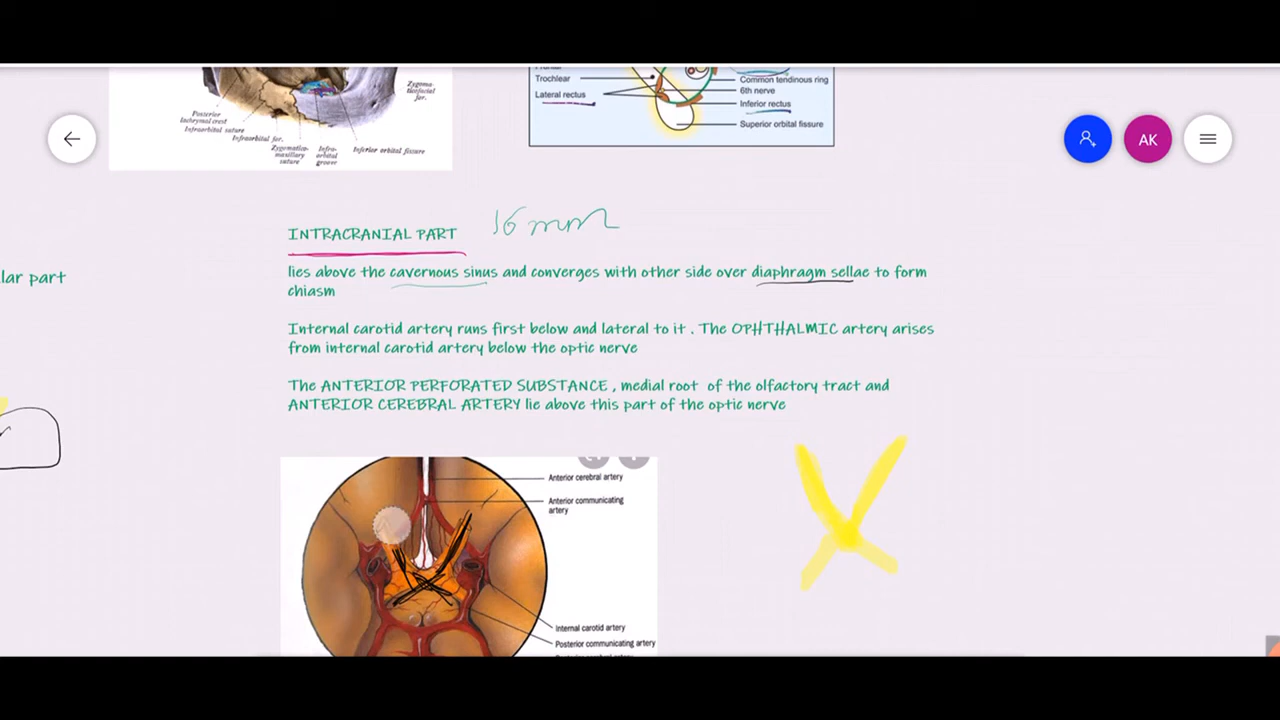 Trochlear
Lateral rectus
Common tendinous ring
6th nerve
Inferior rectus
Superior orbital fissure
Zygoma-
ticofacial
for.
Posterior
lachrymal crest
Infraorbital suture
Infraorbital for.
Zygomatico-
maxillary
suture
Infra-
orbital
groove
Inferior orbital fissure
AK
lar part
INTRACRANIAL PART 16 mm
lies above the cavernous sinus and converges with other side over diaphragm sellae to form
chiasm
Internal carotid artery runs first below and lateral to it . The OPHTHALMIC artery arises
from internal carotid artery below the optic nerve
The ANTERIOR PERFORATED SUBSTANCE , medial root of the olfactory tract and
ANTERIOR CEREBRAL ARTERY lie above this part of the optic nerve
Anterior cerebral artery
Anterior communicating
artery
Internal carotid artery
Posterior communicating artery